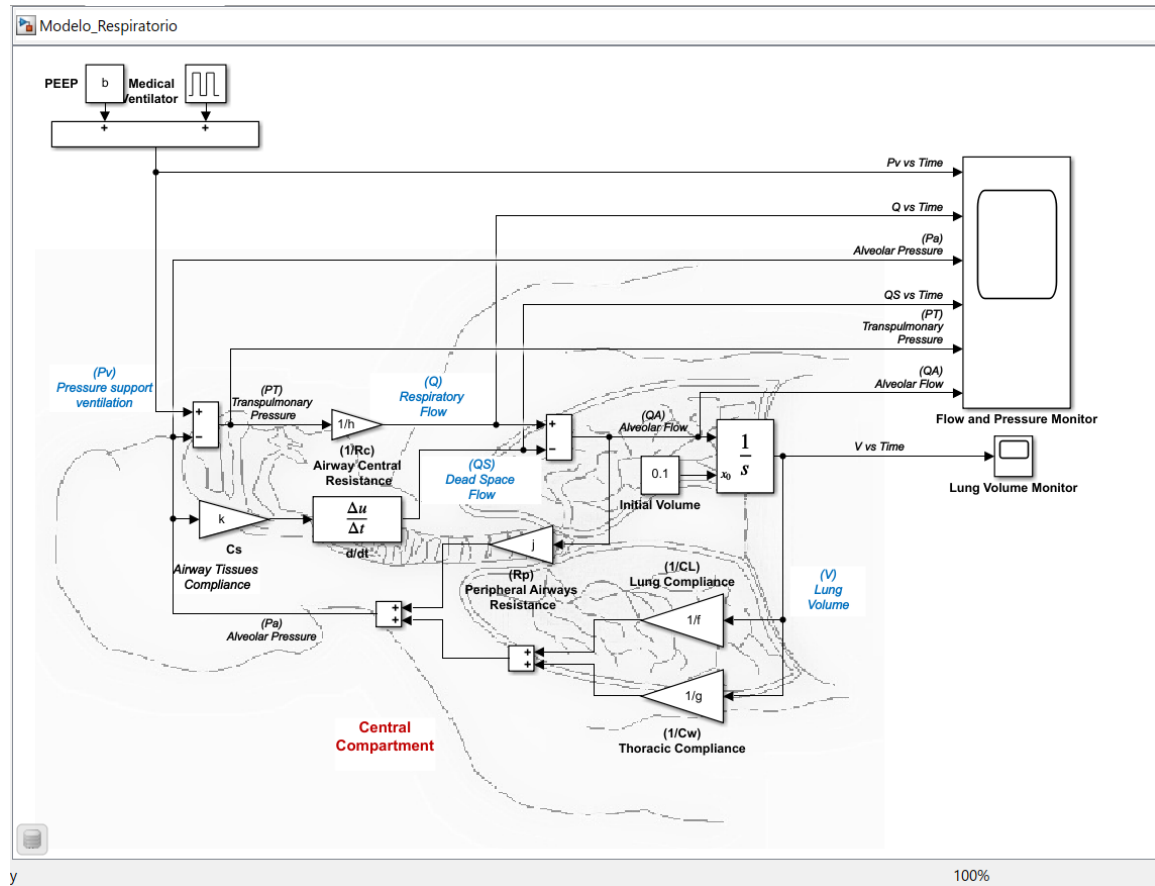 Modelo_Respiratorio
PEEP
b
Medical
Ventilator
+
+
Pv vs Time
Q vs Time
(Pa)
Alveolar Pressure
QS vs Time
(PT)
Transpulmonary
Pressure
(QA)
Alveolar Flow
Flow and Pressure Monitor
(Pv)
Pressure support
ventilation
(PT)
Transpulmonary
Pressure
+
−
1/h
(1/Rc)
Airway Central
Resistance
(Q)
Respiratory
Flow
+
−
(QA)
Alveolar Flow
1
s
x₀
0.1
Initial Volume
V vs Time
Lung Volume Monitor
(QS)
Dead Space
Flow
k
Cs
Airway Tissues
Compliance
Δu
Δt
d/dt
j
(Rp)
Peripheral Airways
Resistance
(1/CL)
Lung Compliance
1/f
(V)
Lung
Volume
+
+
(Pa)
Alveolar Pressure
+
+
1/g
(1/Cw)
Thoracic Compliance
Central
Compartment
y
100%